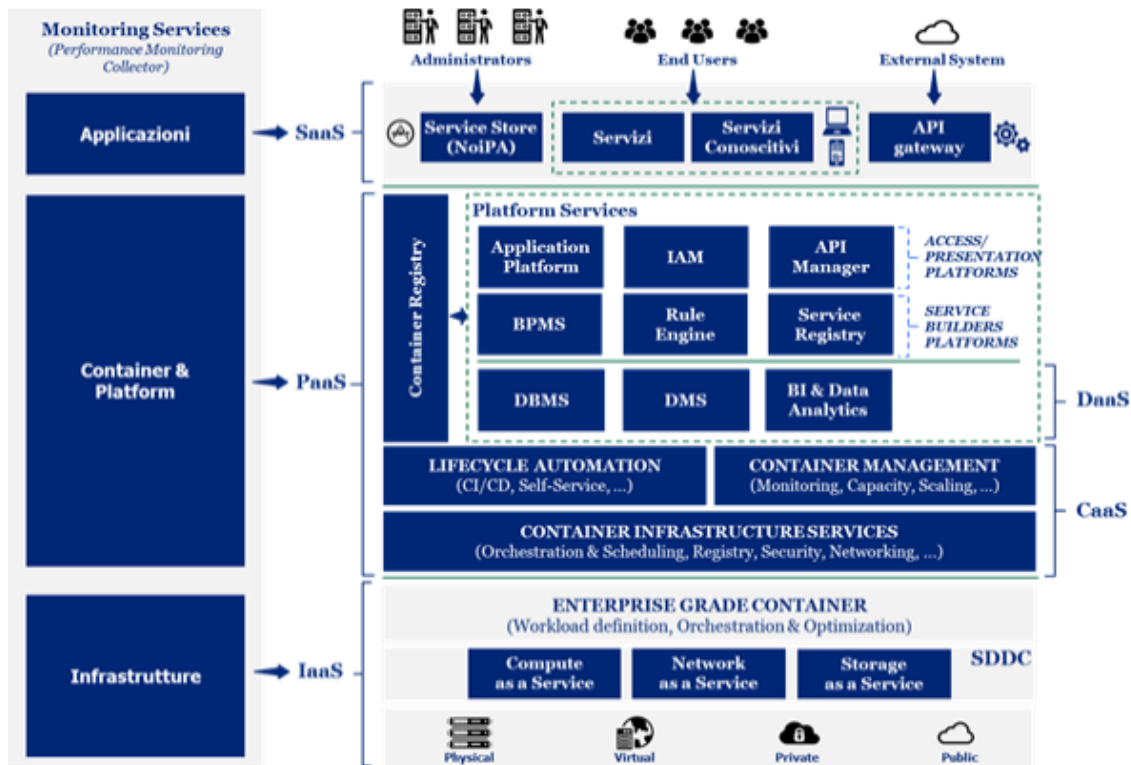 Monitoring Services
(Performance Monitoring
Collector)
Applicazioni
Container &
Platform
Infrastrutture
SaaS
PaaS
IaaS
Administrators
End Users
External System
Service Store
(NoiPA)
Servizi
Servizi
Conoscitivi
API
gateway
Container Registry
Platform Services
Application
Platform
IAM
API
Manager
ACCESS/
PRESENTATION
PLATFORMS
BPMS
Rule
Engine
Service
Registry
SERVICE
BUILDERS
PLATFORMS
DBMS
DMS
BI & Data
Analytics
DaaS
LIFECYCLE AUTOMATION
(CI/CD, Self-Service, ...)
CONTAINER MANAGEMENT
(Monitoring, Capacity, Scaling, ...)
CONTAINER INFRASTRUCTURE SERVICES
(Orchestration & Scheduling, Registry, Security, Networking, ...)
CaaS
ENTERPRISE GRADE CONTAINER
(Workload definition, Orchestration & Optimization)
Compute
as a Service
Network
as a Service
Storage
as a Service
SDDC
Physical
Virtual
Private
Public